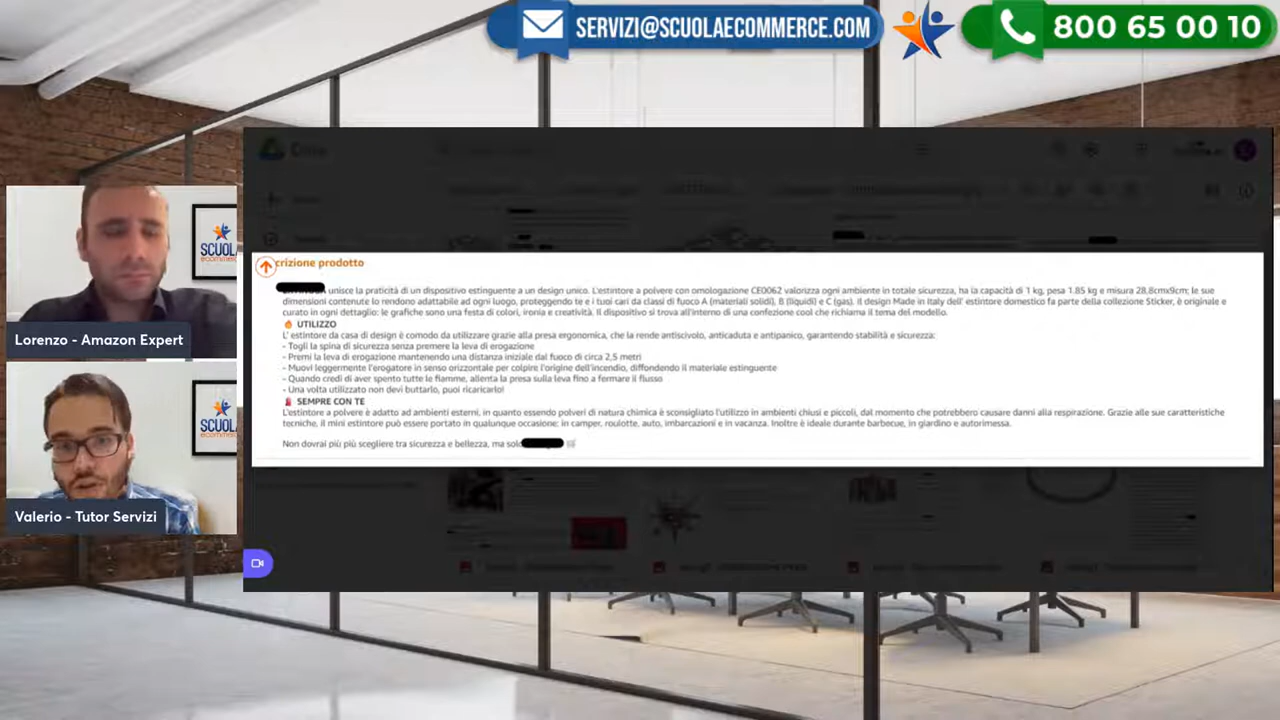 SERVIZI@SCUOLAECOMMERCE.COM
800 65 00 10
SCUOLA
Lorenzo - Amazon Expert
SCUOLA
Valerio - Tutor Servizi
crizione prodotto
unisce la praticità di un dispositivo estinguente a un design unico. L'estintore a polvere con omologazione CE0062 valorizza ogni ambiente in totale sicurezza, ha la capacità di 1 kg, pesa 1.85 kg e misura 28,8cmx9cm; le sue
dimensioni contenute lo rendono adattabile ad ogni luogo, proteggendo te e i tuoi cari da classi di fuoco A (materiali solidi), B (liquidi) e C (gas). Il design Made in Italy dell' estintore domestico fa parte della collezione Sticker, è originale e
curato in ogni dettaglio: le grafiche sono una festa di colori, ironia e creatività. Il dispositivo si trova all'interno di una confezione cool che richiama il tema del modello.
UTILIZZO
L' estintore da casa di design è comodo da utilizzare grazie alla presa ergonomica, che la rende antiscivolo, anticaduta e antipanico, garantendo stabilità e sicurezza:
- Togli la spina di sicurezza senza premere la leva di erogazione
- Premi la leva di erogazione mantenendo una distanza iniziale dal fuoco di circa 2,5 metri
- Muovi leggermente l'erogatore in senso orizzontale per colpire l'origine dell'incendio, diffondendo il materiale estinguente
- Quando credi di aver spento tutte le fiamme, allenta la presa sulla leva fino a fermare il flusso
- Una volta utilizzato non devi buttarlo, puoi ricaricarlo!
SEMPRE CON TE
L'estintore a polvere è adatto ad ambienti esterni, in quanto essendo polveri di natura chimica è sconsigliato l'utilizzo in ambienti chiusi e piccoli, dal momento che potrebbero causare danni alla respirazione. Grazie alle sue caratteristiche
tecniche, il mini estintore può essere portato in qualunque occasione: in camper, roulotte, auto, imbarcazioni e in vacanza. Inoltre è ideale durante barbecue, in giardino e autorimessa.
Non dovrai più più scegliere tra sicurezza e bellezza, ma solo